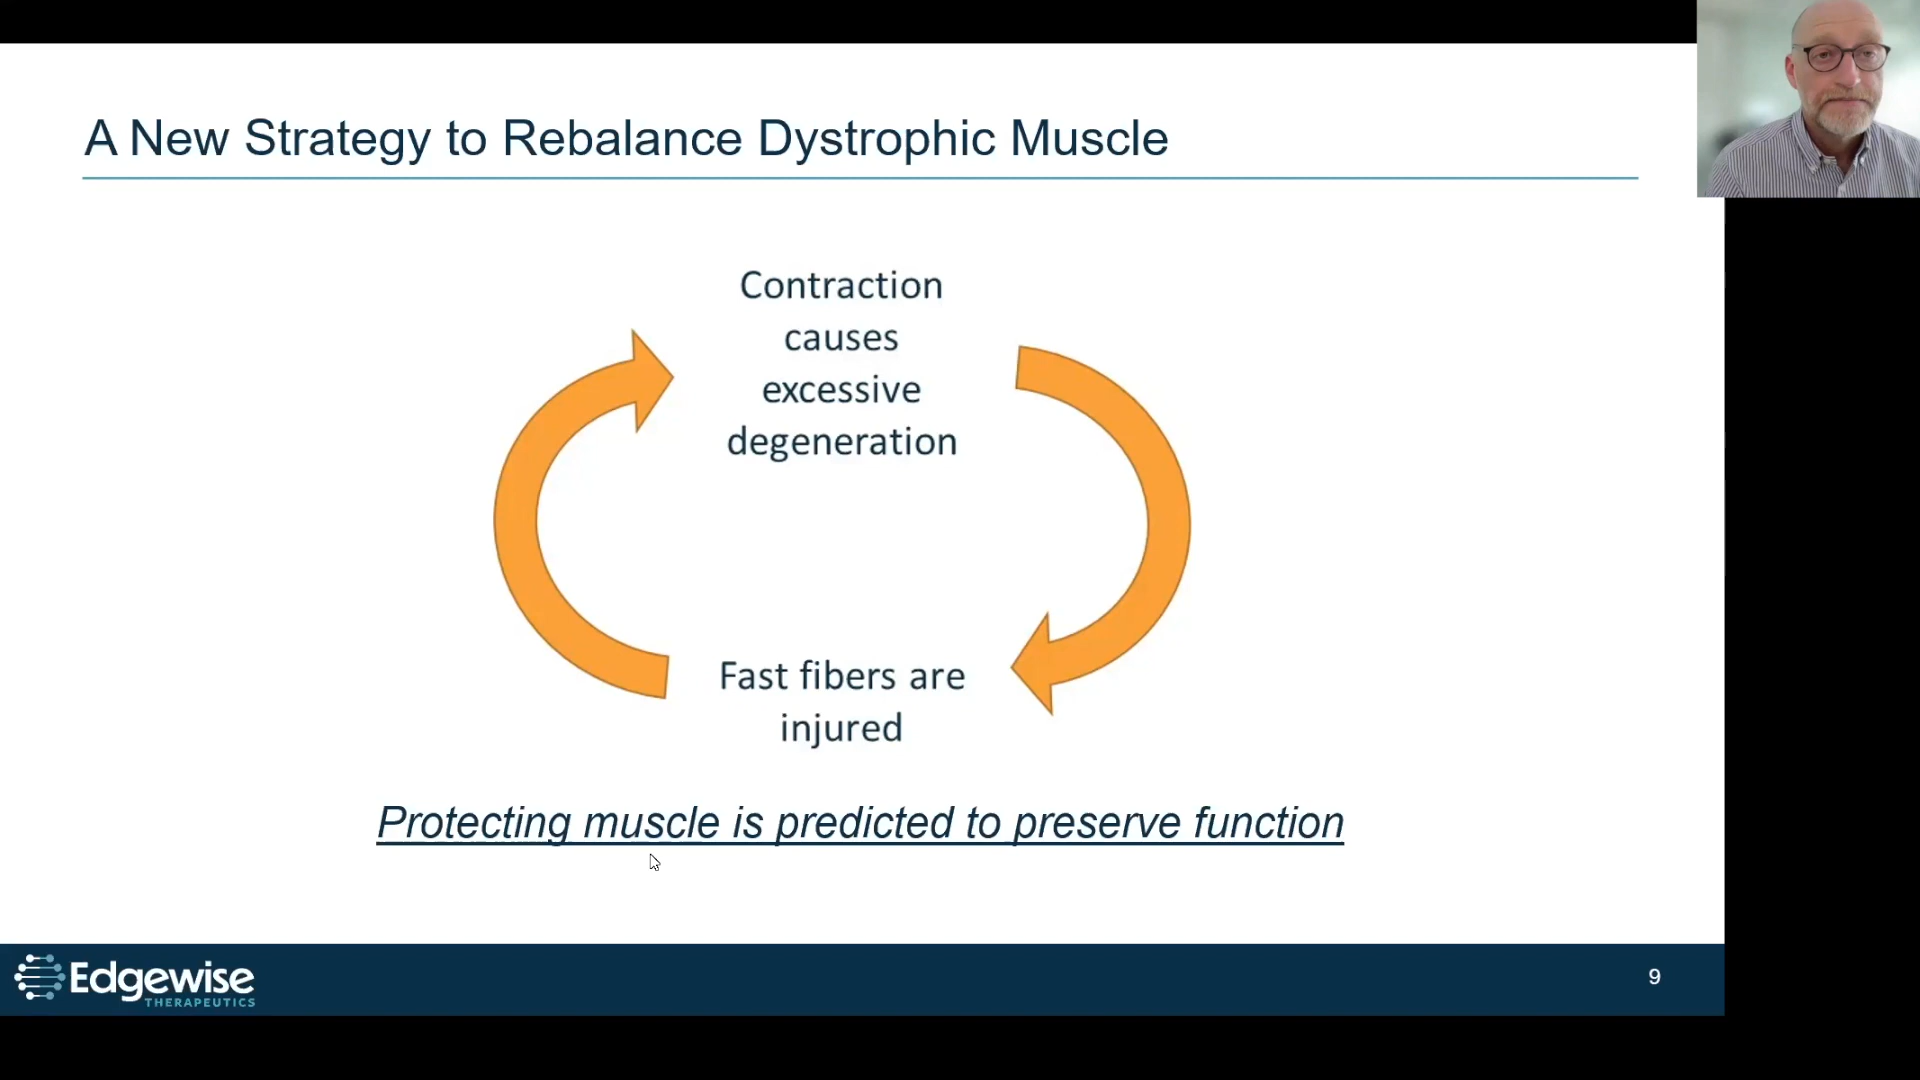 A New Strategy to Rebalance Dystrophic Muscle
Contraction
causes
excessive
degeneration
Fast fibers are
injured
Protecting muscle is predicted to preserve function
Edgewise
THERAPEUTICS
9